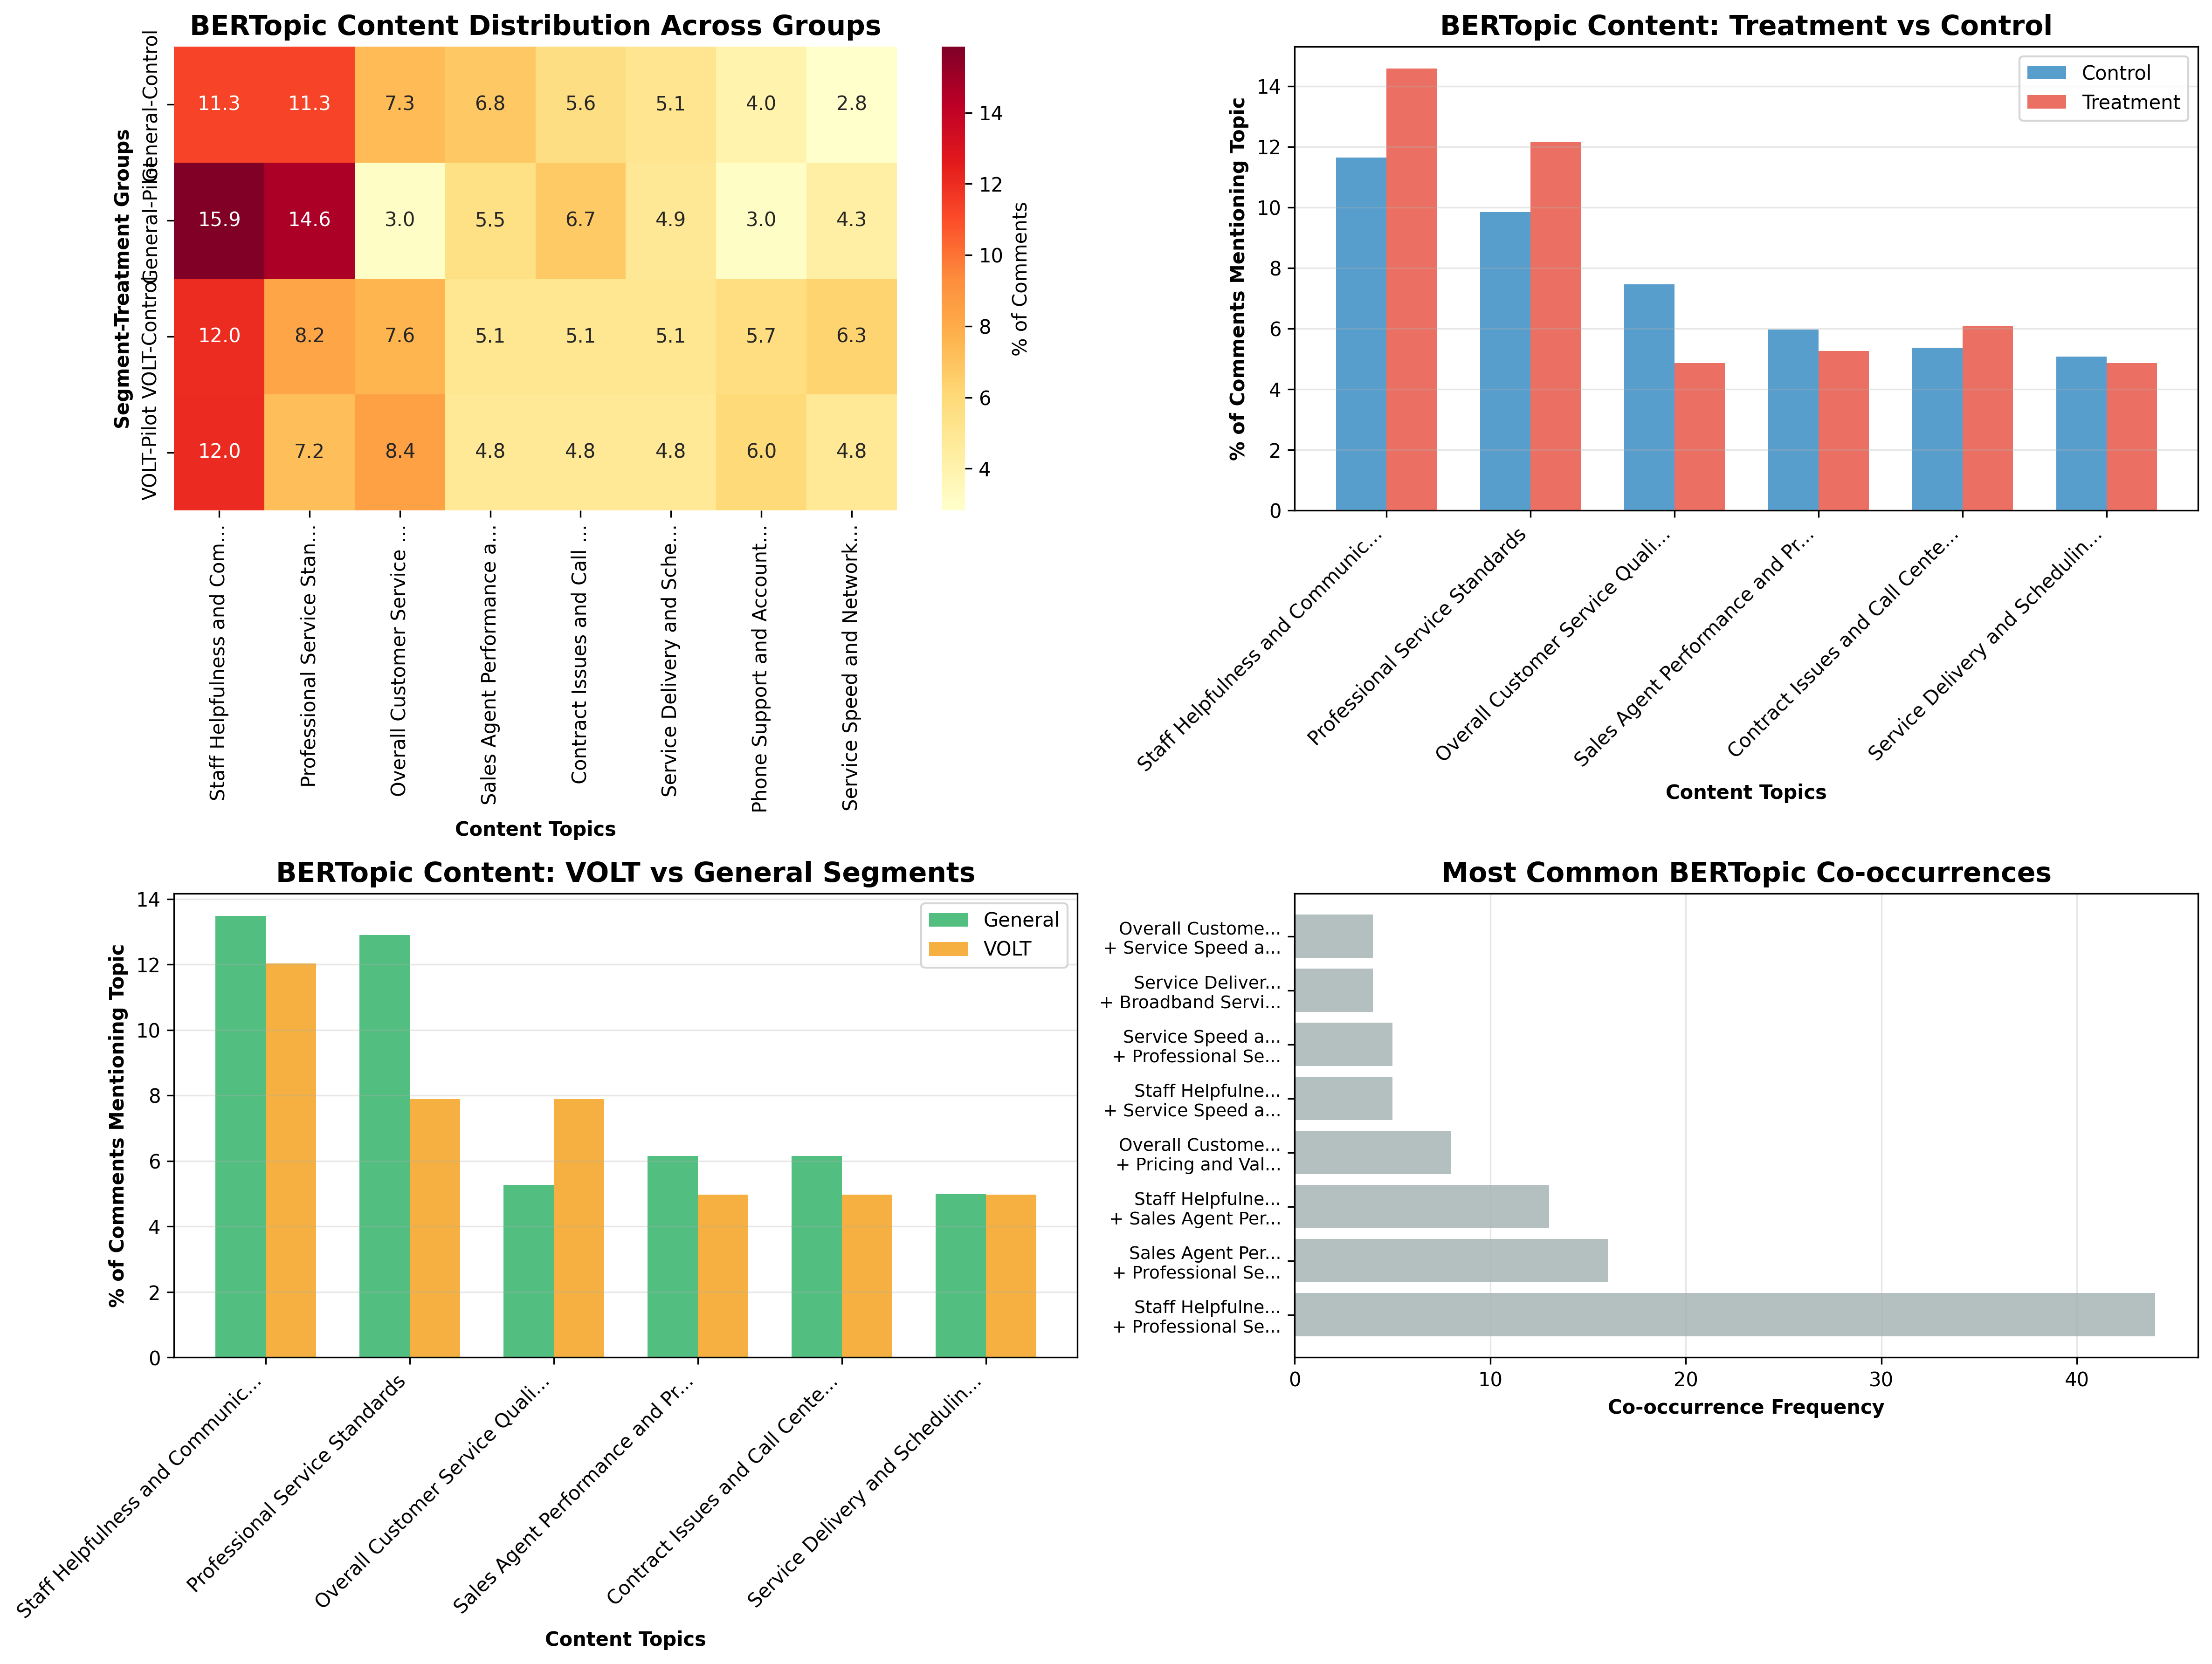 BERTopic Content Distribution Across Groups
Segment-Treatment Groups
General-Control
General-Pilot
VOLT-Control
VOLT-Pilot
11.3 11.3 7.3 6.8 5.6 5.1 4.0 2.8
15.9 14.6 3.0 5.5 6.7 4.9 3.0 4.3
12.0 8.2 7.6 5.1 5.1 5.1 5.7 6.3
12.0 7.2 8.4 4.8 4.8 4.8 6.0 4.8
Staff Helpfulness and Com...
Professional Service Stan...
Overall Customer Service ...
Sales Agent Performance a...
Contract Issues and Call ...
Service Delivery and Sche...
Phone Support and Account...
Service Speed and Network...
Content Topics
14
12
10
8
6
4
% of Comments
BERTopic Content: Treatment vs Control
Control
Treatment
% of Comments Mentioning Topic
14
12
10
8
6
4
2
0
Staff Helpfulness and Communic...
Professional Service Standards
Overall Customer Service Quali...
Sales Agent Performance and Pr...
Contract Issues and Call Cente...
Service Delivery and Schedulin...
Content Topics
BERTopic Content: VOLT vs General Segments
General
VOLT
% of Comments Mentioning Topic
14
12
10
8
6
4
2
0
Staff Helpfulness and Communic...
Professional Service Standards
Overall Customer Service Quali...
Sales Agent Performance and Pr...
Contract Issues and Call Cente...
Service Delivery and Schedulin...
Content Topics
Most Common BERTopic Co-occurrences
Overall Custome...
+ Service Speed a...
Service Deliver...
+ Broadband Servi...
Service Speed a...
+ Professional Se...
Staff Helpfulne...
+ Service Speed a...
Overall Custome...
+ Pricing and Val...
Staff Helpfulne...
+ Sales Agent Per...
Sales Agent Per...
+ Professional Se...
Staff Helpfulne...
+ Professional Se...
0 10 20 30 40
Co-occurrence Frequency